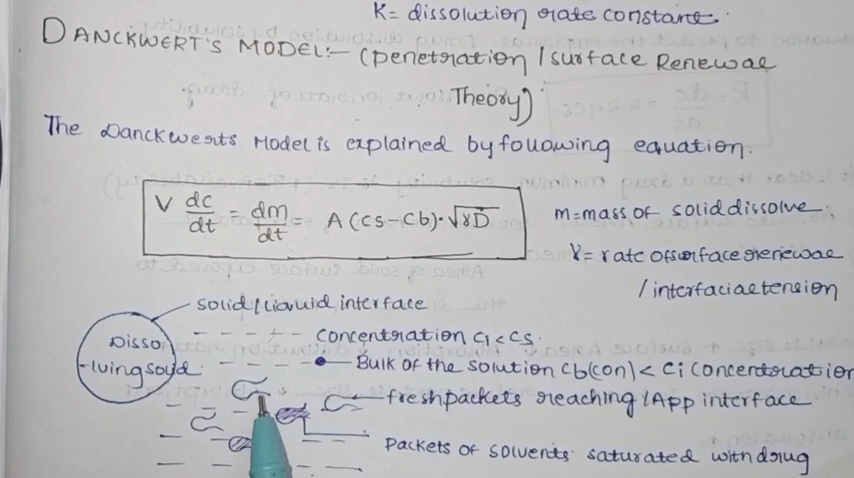 K = dissolution rate constant.
DANCKWERT'S MODEL:- (penetration / surface Renewal
Theory)
The Danckwerts Model is explained by following equation.
V dc/dt = dm/dt = A (Cs-Cb). √γD
m=mass of solid dissolve.
γ= rate of surface renewal
/ interfacial tension
solid/liquid interface
Concentration Ci < Cs.
Disso
-lving solid.
Bulk of the solution Cb(con) < Ci Concentration
fresh packets reaching / App interface
Packets of solvents saturated with drug